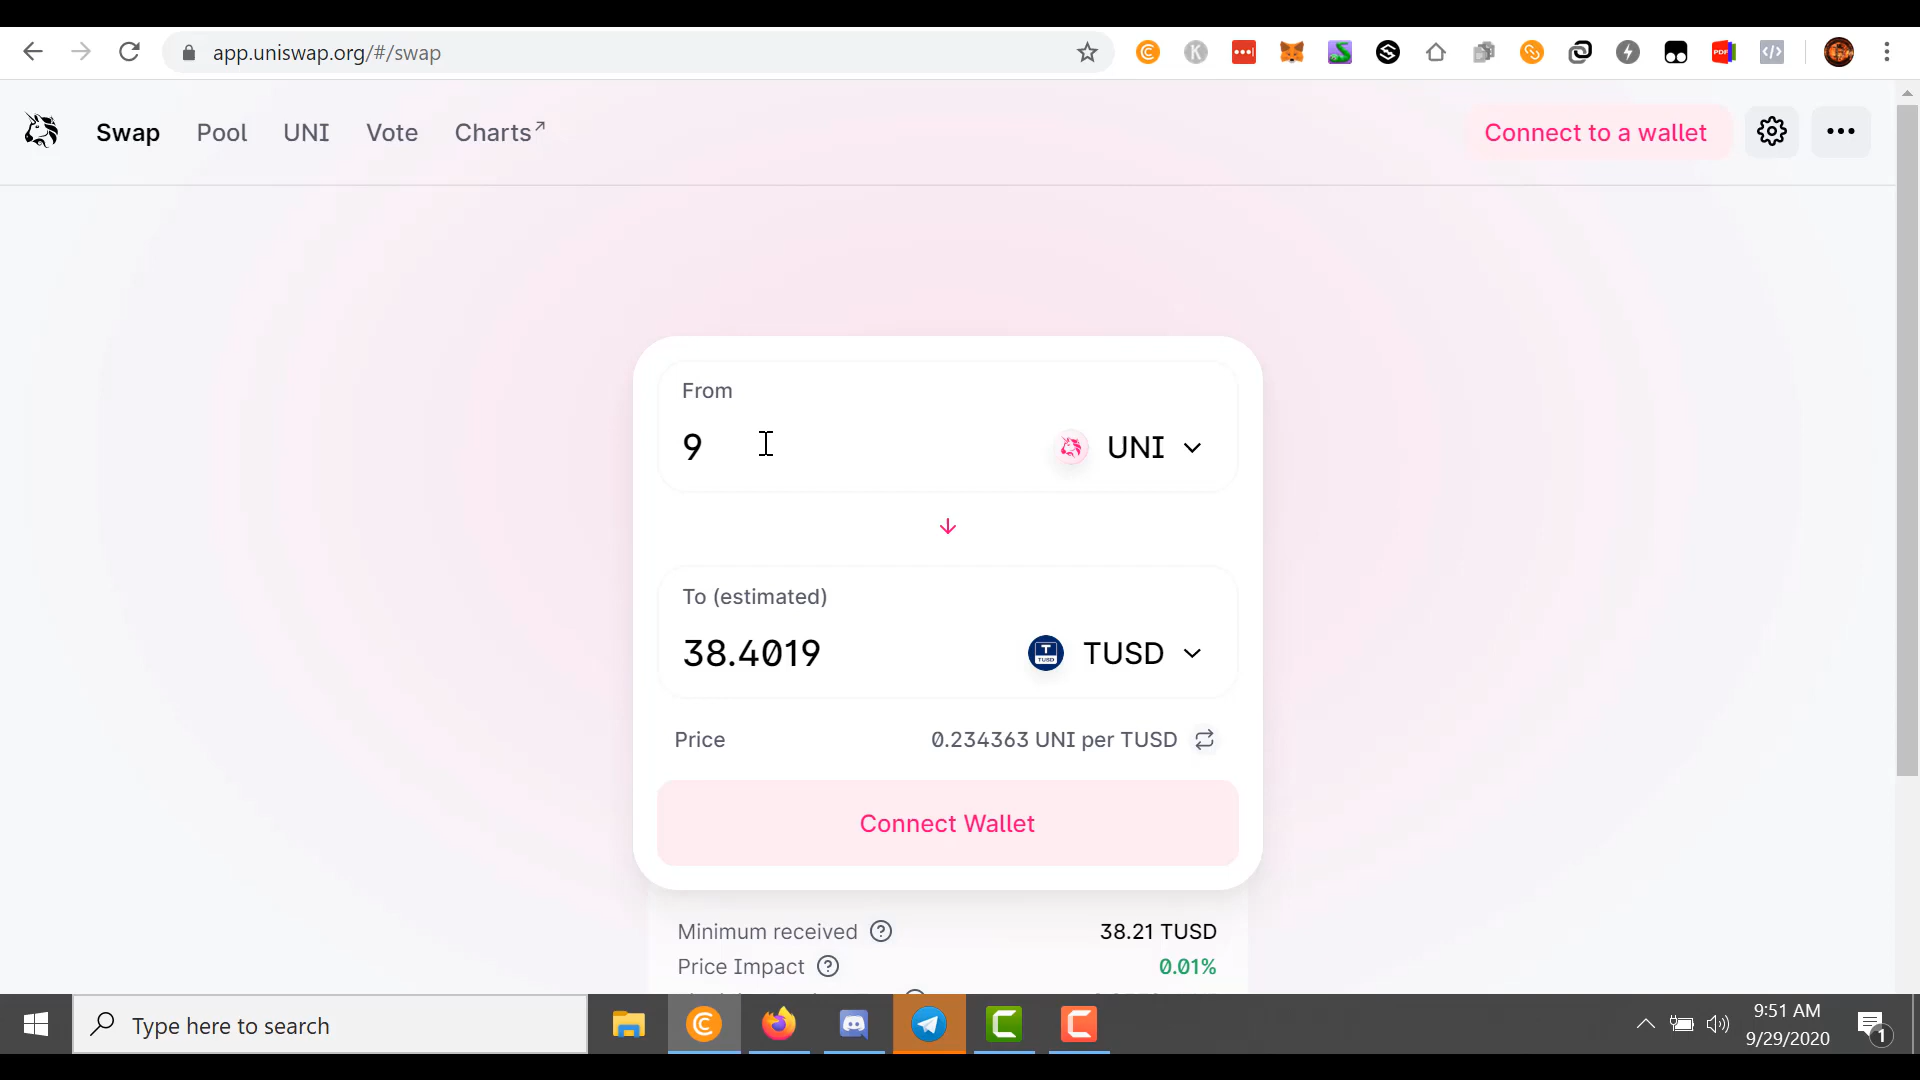 app.uniswap.org/#/swap
PDF
Swap Pool UNI Vote Charts↗ Connect to a wallet
From
9 UNI
To (estimated)
38.4019 TUSD
Price 0.234363 UNI per TUSD
Connect Wallet
Minimum received ? 38.21 TUSD
Price Impact ? 0.01%
Type here to search
9:51 AM
9/29/2020
1